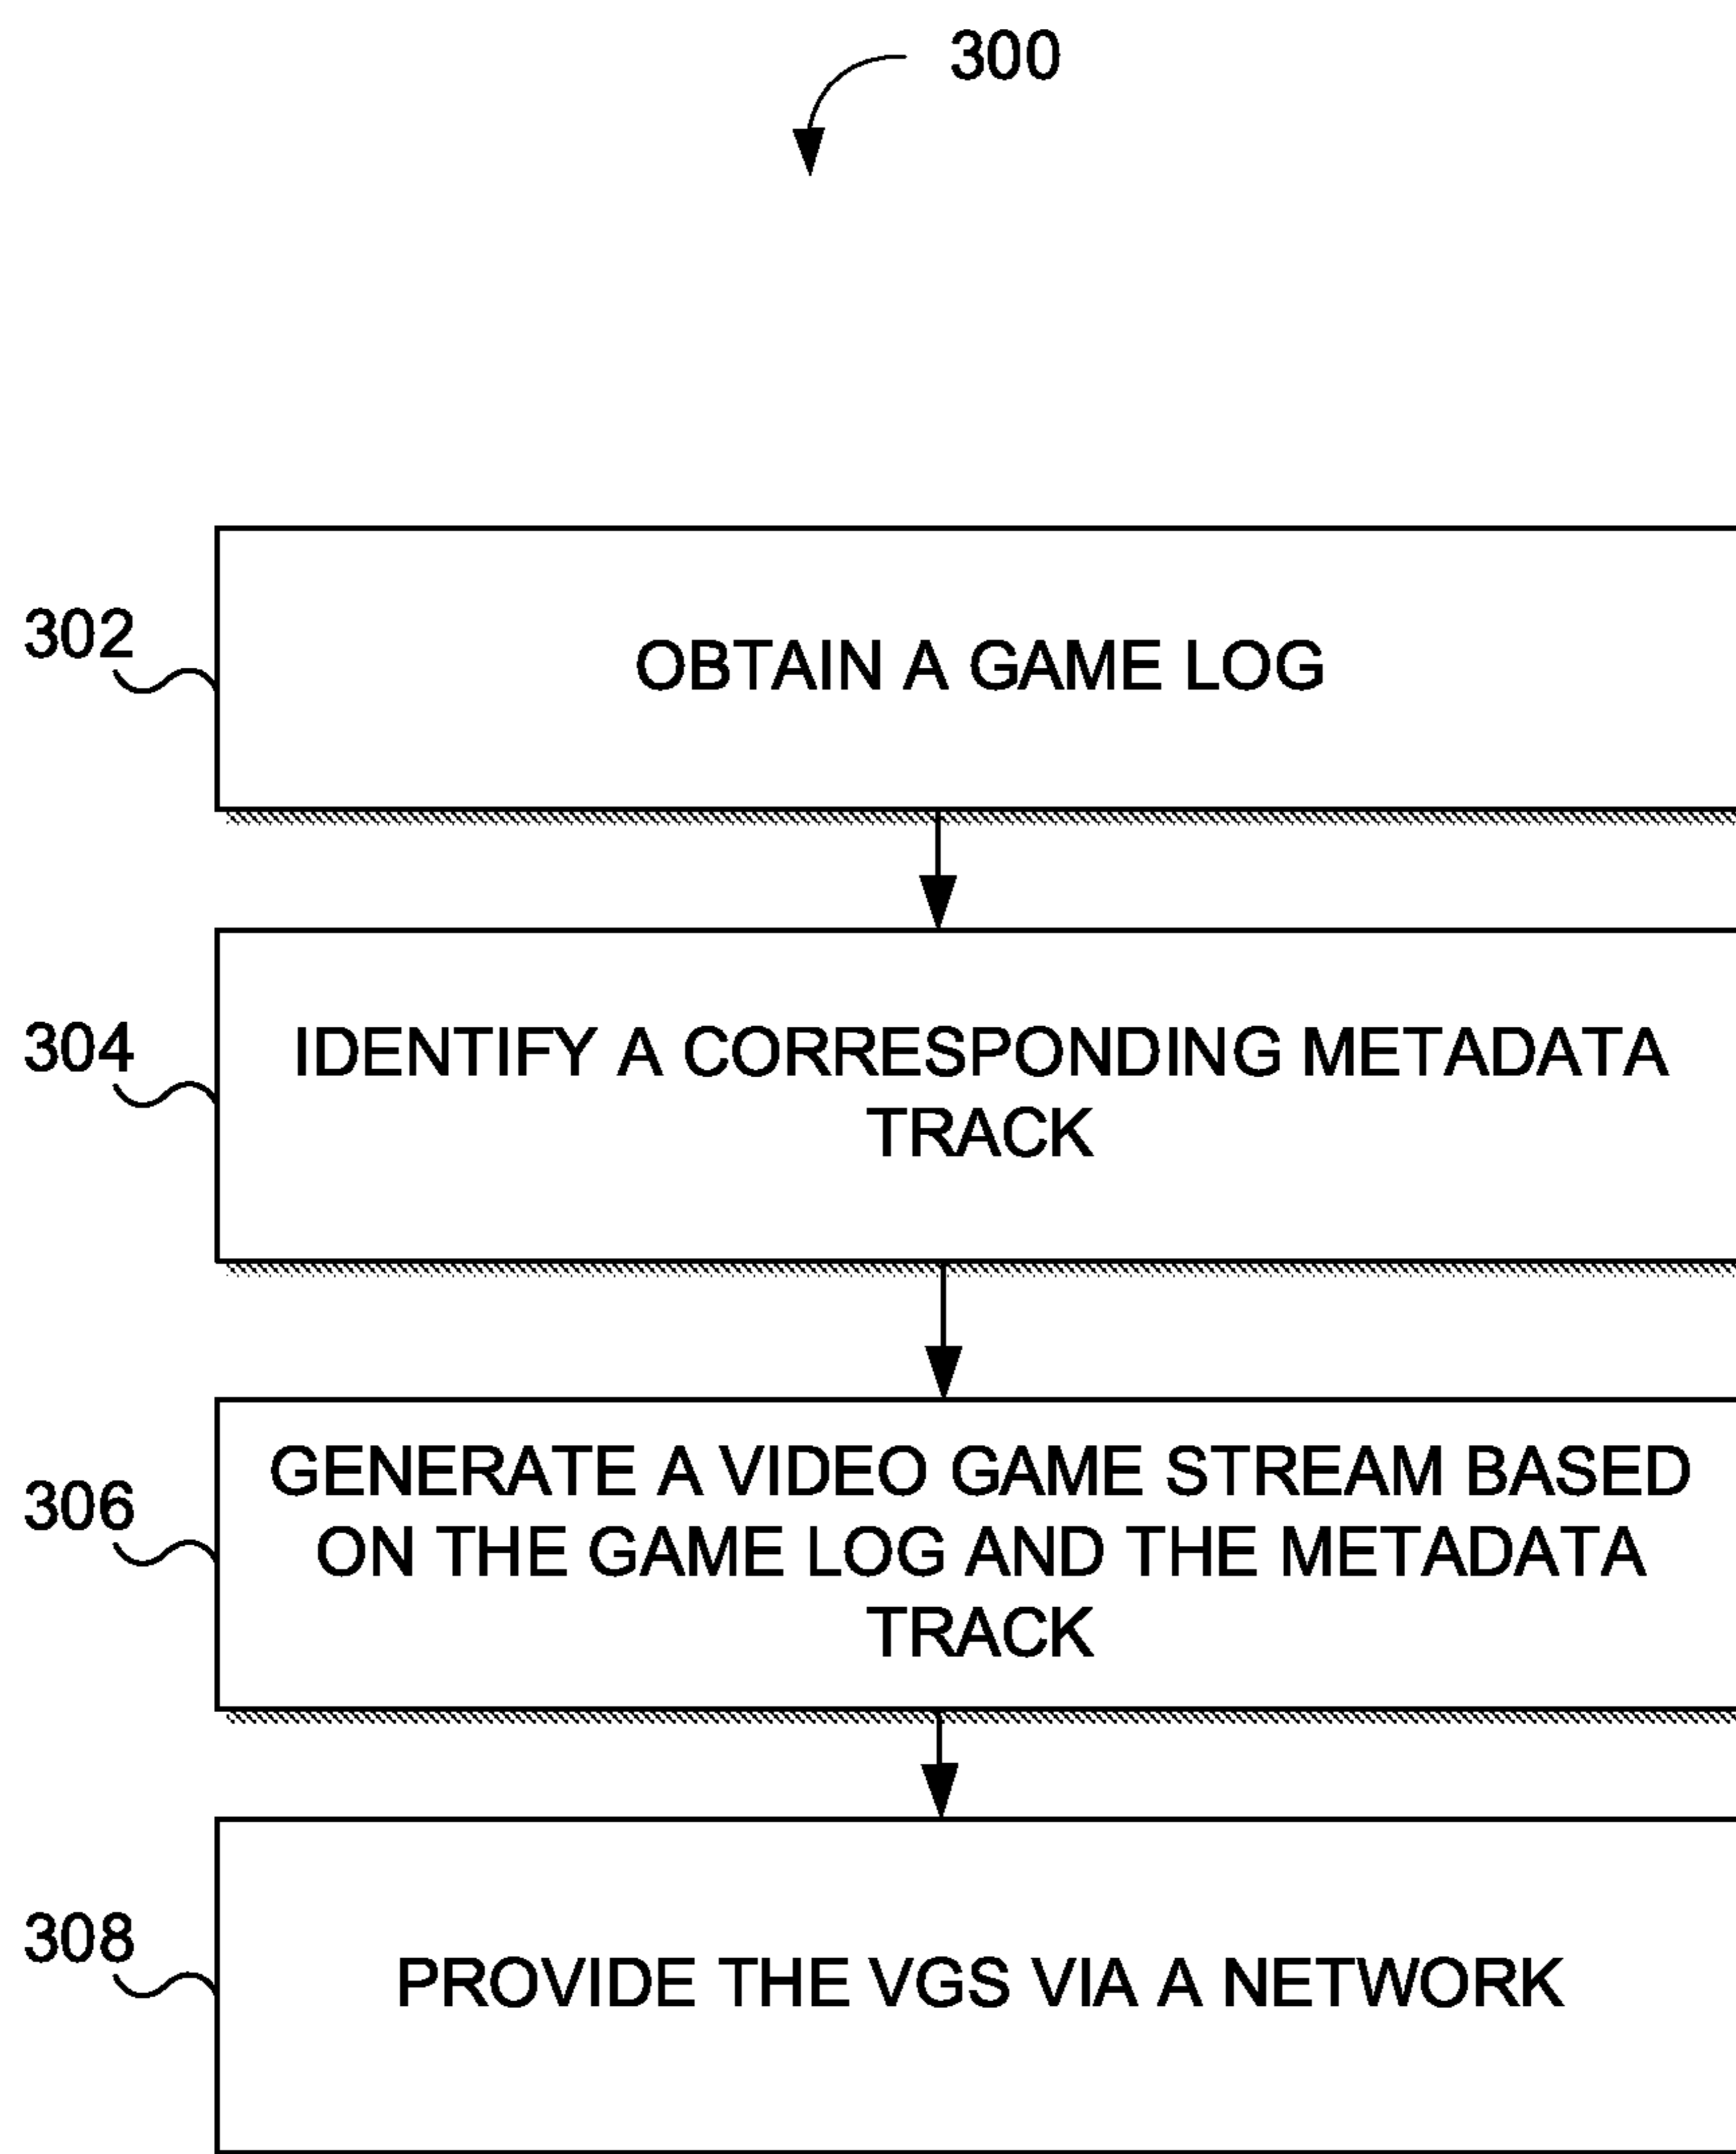 300
302
OBTAIN A GAME LOG
304
IDENTIFY A CORRESPONDING METADATA
TRACK
306
GENERATE A VIDEO GAME STREAM BASED
ON THE GAME LOG AND THE METADATA
TRACK
308
PROVIDE THE VGS VIA A NETWORK